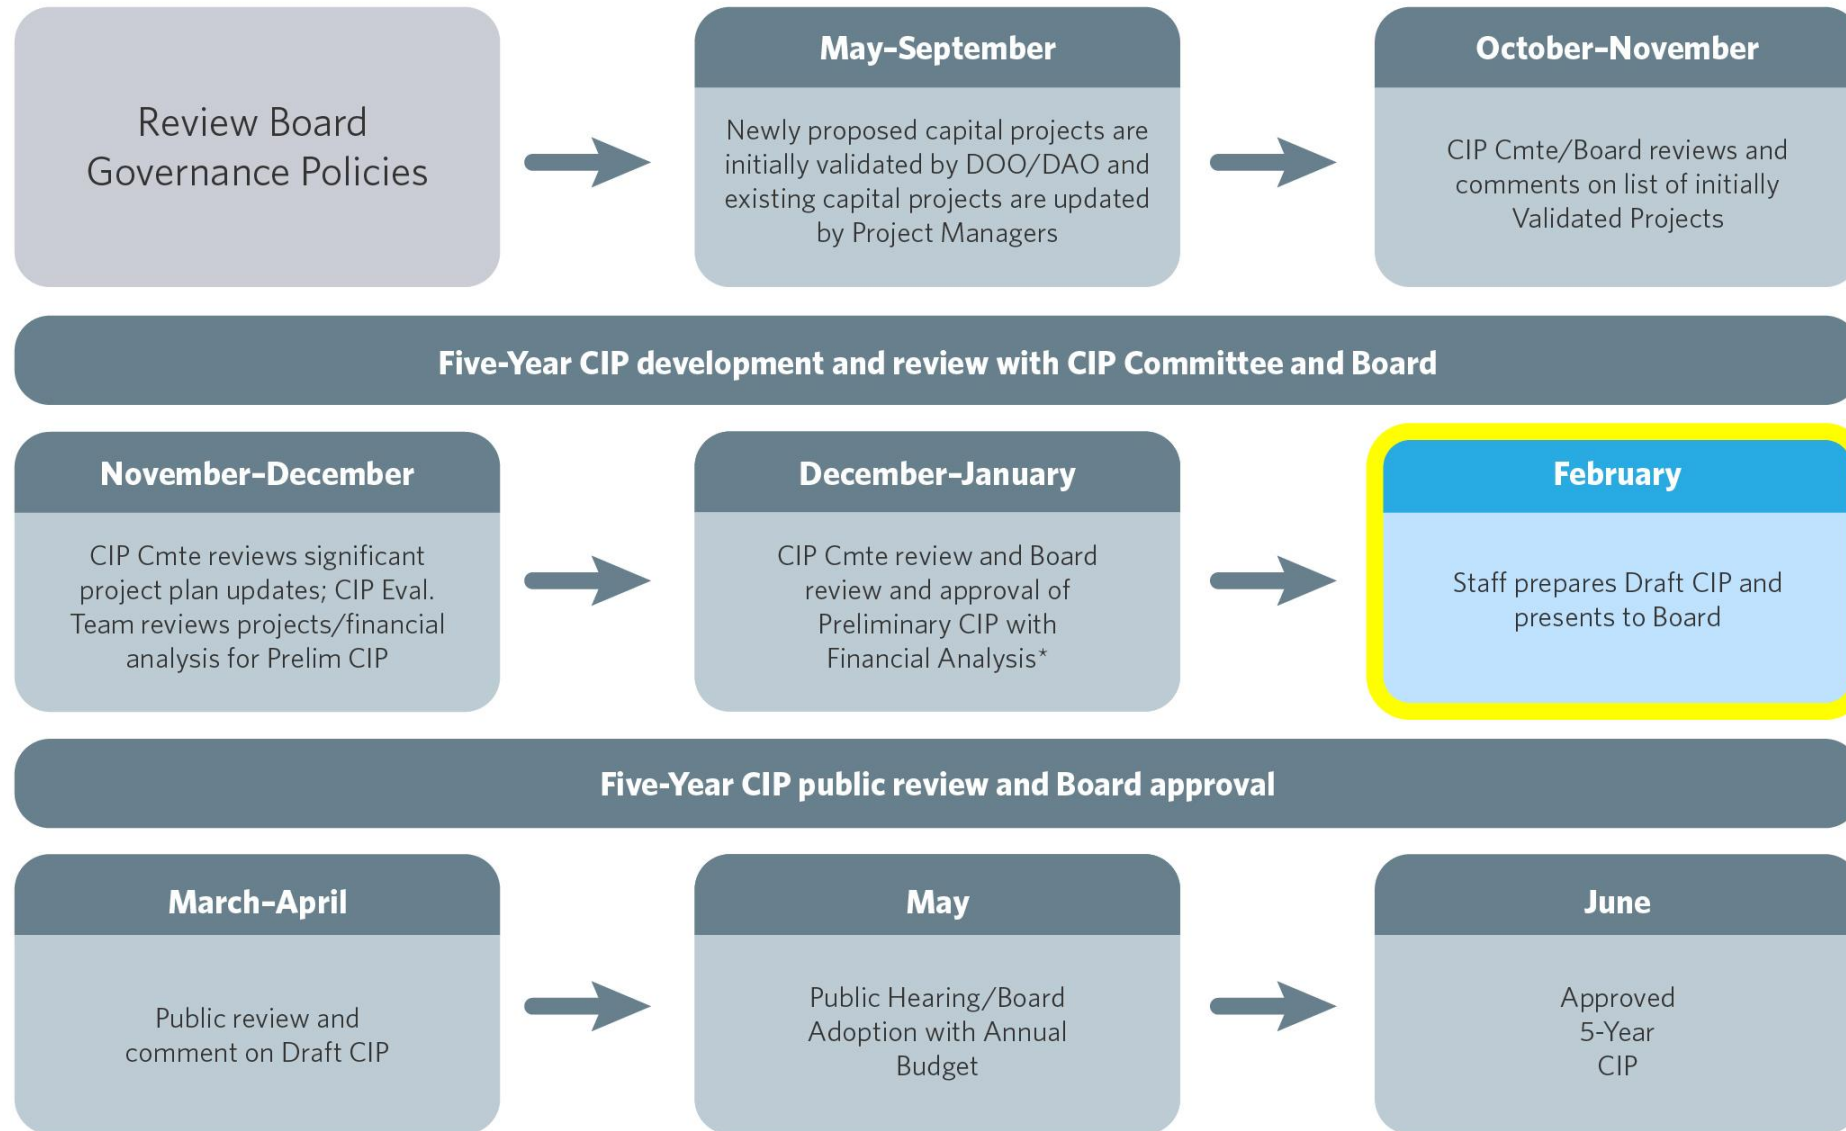 Review Board
Governance Policies
May–September
Newly proposed capital projects are
initially validated by DOO/DAO and
existing capital projects are updated
by Project Managers
October–November
CIP Cmte/Board reviews and
comments on list of initially
Validated Projects
Five-Year CIP development and review with CIP Committee and Board
November–December
CIP Cmte reviews significant
project plan updates; CIP Eval.
Team reviews projects/financial
analysis for Prelim CIP
December–January
CIP Cmte review and Board
review and approval of
Preliminary CIP with
Financial Analysis*
February
Staff prepares Draft CIP and
presents to Board
Five-Year CIP public review and Board approval
March–April
Public review and
comment on Draft CIP
May
Public Hearing/Board
Adoption with Annual
Budget
June
Approved
5-Year
CIP